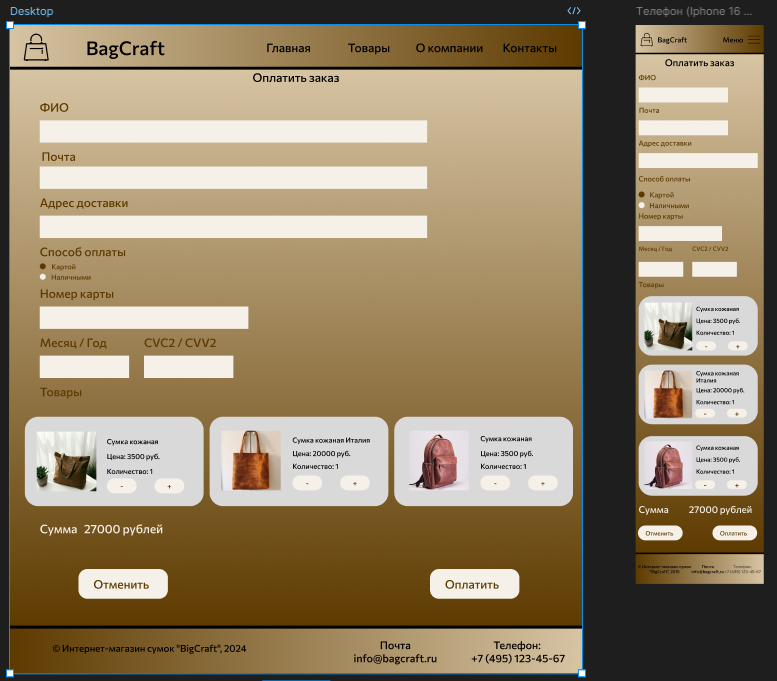 Desktop
</>
Телефон (Iphone 16 ...
BagCraft
Главная
Товары
О компании
Контакты
Оплатить заказ
ФИО
Почта
Адрес доставки
Способ оплаты
Картой
Наличными
Номер карты
Месяц / Год
CVC2 / CVV2
Товары
Сумка кожаная
Цена: 3500 руб.
Количество: 1
-
+
Сумка кожаная Италия
Цена: 20000 руб.
Количество: 1
-
+
Сумка кожаная
Цена: 3500 руб.
Количество: 1
-
+
Сумма 27000 рублей
Отменить
Оплатить
© Интернет-магазин сумок "BigCraft", 2024
Почта
info@bagcraft.ru
Телефон:
+7 (495) 123-45-67
BagCraft
Меню
Оплатить заказ
ФИО
Почта
Адрес доставки
Способ оплаты
Картой
Наличными
Номер карты
Месяц / Год
CVC2 / CVV2
Товары
Сумка кожаная
Цена: 3500 руб.
Количество: 1
-
+
Сумка кожаная
Италия
Цена: 20000 руб.
Количество: 1
-
+
Сумка кожаная
Цена: 3500 руб.
Количество: 1
-
+
Сумма 27000 рублей
Отменить
Оплатить
© Интернет-магазин сумок
Почта
info@bagcraft.ru
Телефон:
+7 (495) 123-45-67